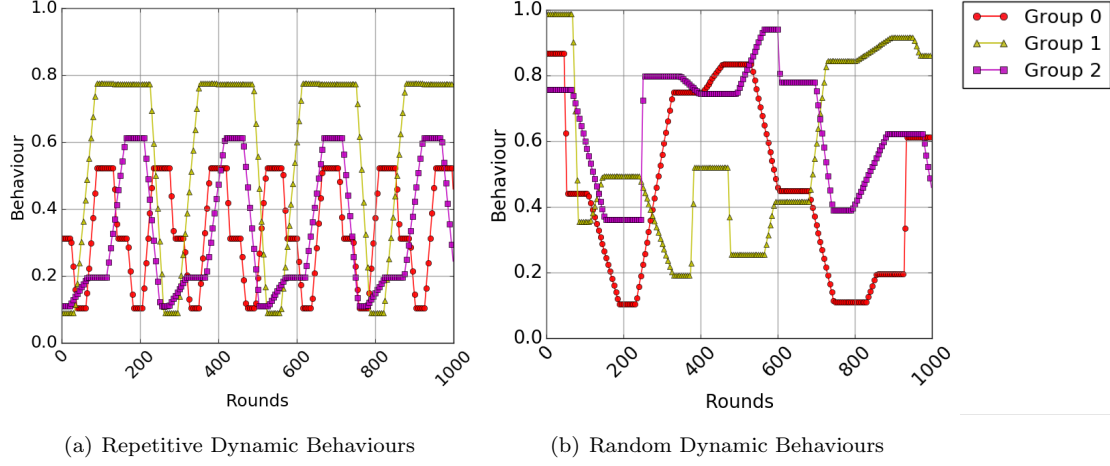 1.0
0.8
0.6
0.4
0.2
0.0
Behaviour
0
200
400
600
800
1000
Rounds
(a) Repetitive Dynamic Behaviours
1.0
0.8
0.6
0.4
0.2
0.0
Behaviour
0
200
400
600
800
1000
Rounds
(b) Random Dynamic Behaviours
Group 0
Group 1
Group 2